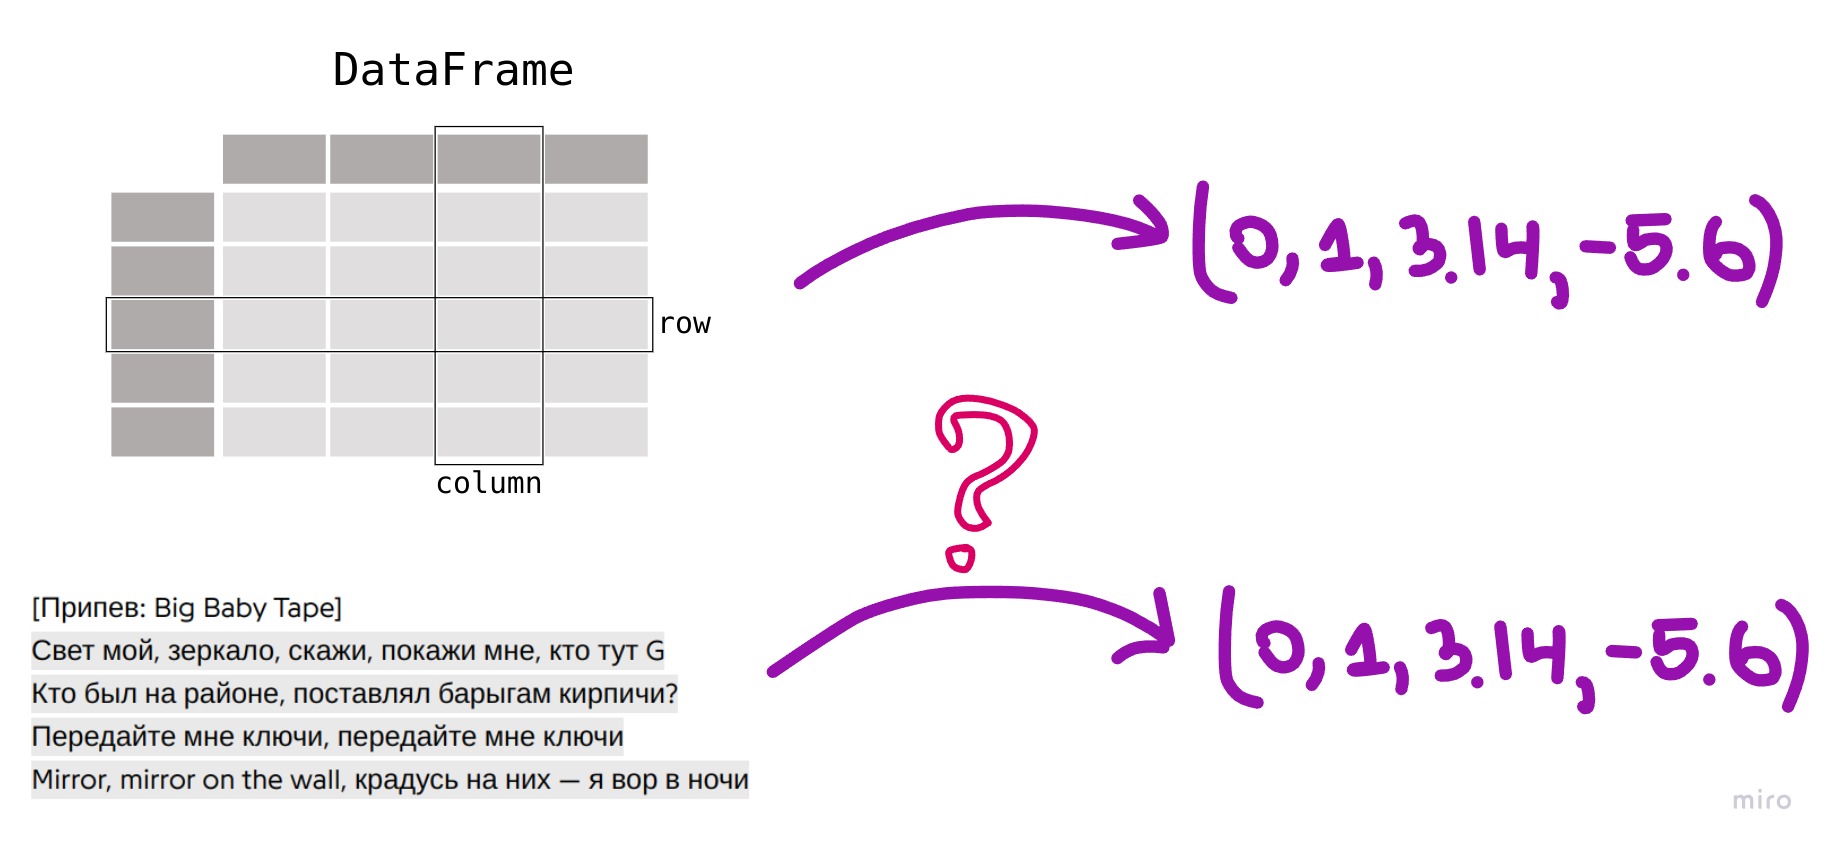 DataFrame
(0, 1, 3.14, -5.6)
row
column
?
[Припев: Big Baby Tape]
Свет мой, зеркало, скажи, покажи мне, кто тут G
Кто был на районе, поставлял барыгам кирпичи?
Передайте мне ключи, передайте мне ключи
Mirror, mirror on the wall, крадусь на них — я вор в ночи
(0, 1, 3.14, -5.6)
miro